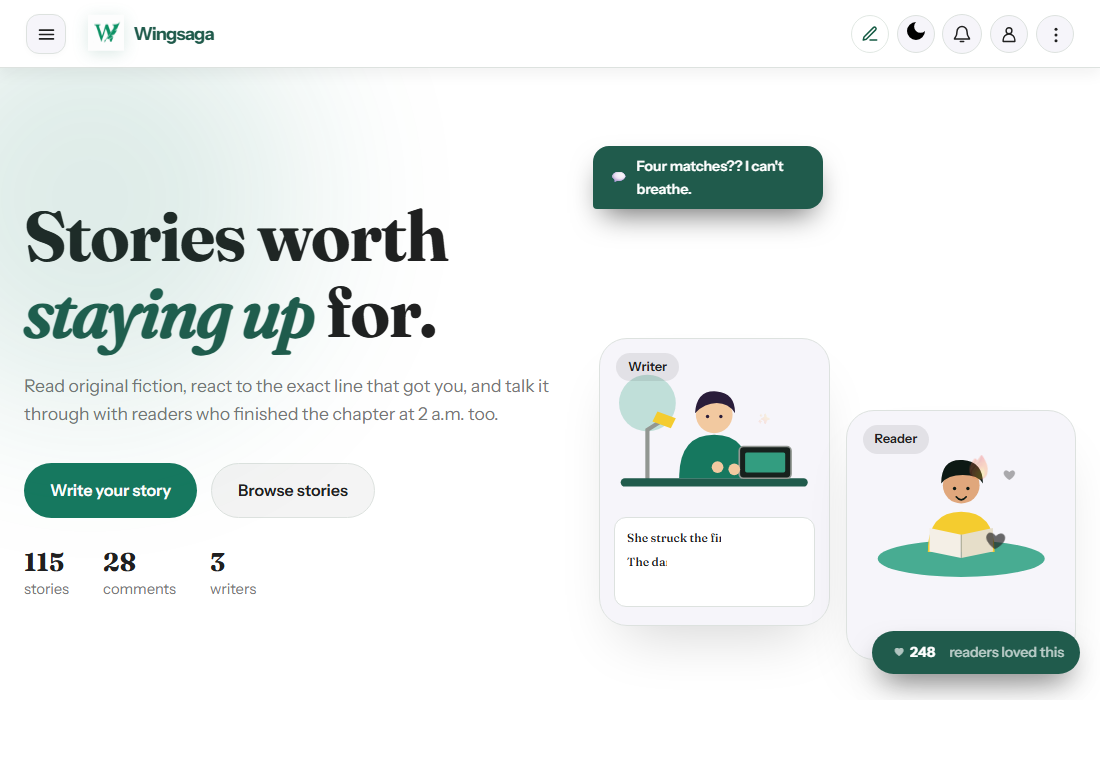 Wingsaga
Four matches?? I can't
breathe.
Stories worth
staying up for.
Read original fiction, react to the exact line that got you, and talk it
through with readers who finished the chapter at 2 a.m. too.
Write your story
Browse stories
115
stories
28
comments
3
writers
Writer
She struck the
The
Reader
248 readers loved this